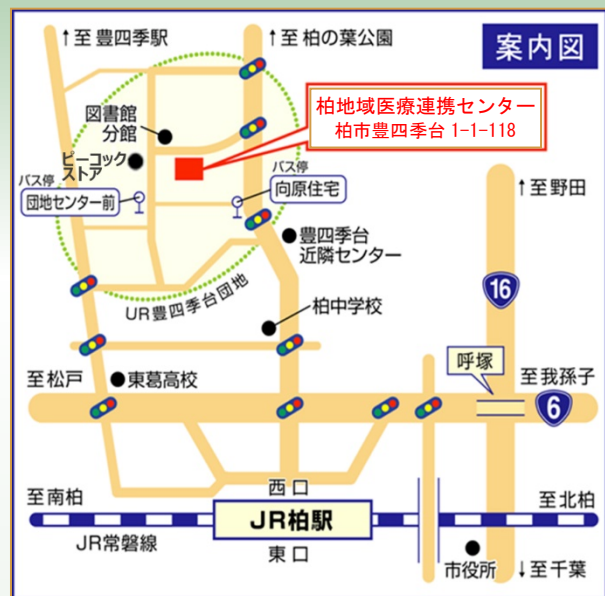 ↑至 豊四季駅
↑至 柏の葉公園
案内図
柏地域医療連携センター
柏市豊四季台 1-1-118
図書館
分館
ピーコック
ストア
バス停
団地センター前
バス停
向原住宅
↑至野田
豊四季台
近隣センター
UR豊四季台団地
16
柏中学校
呼塚
至松戸
東葛高校
至我孫子
6
西口
至南柏
JR柏駅
至北柏
JR常磐線
東口
市役所
↓至千葉